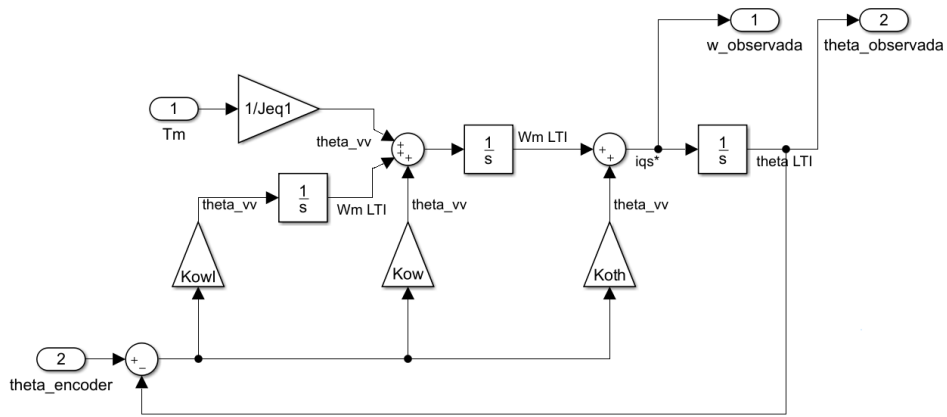 1
w_observada
2
theta_observada
1
Tm
1/Jeq1
theta_vv
+
+
+
1
s
Wm LTI
+
+
iqs*
1
s
theta LTI
theta_vv
1
s
Wm LTI
theta_vv
theta_vv
Kowl
Kow
Koth
2
theta_encoder
+
−